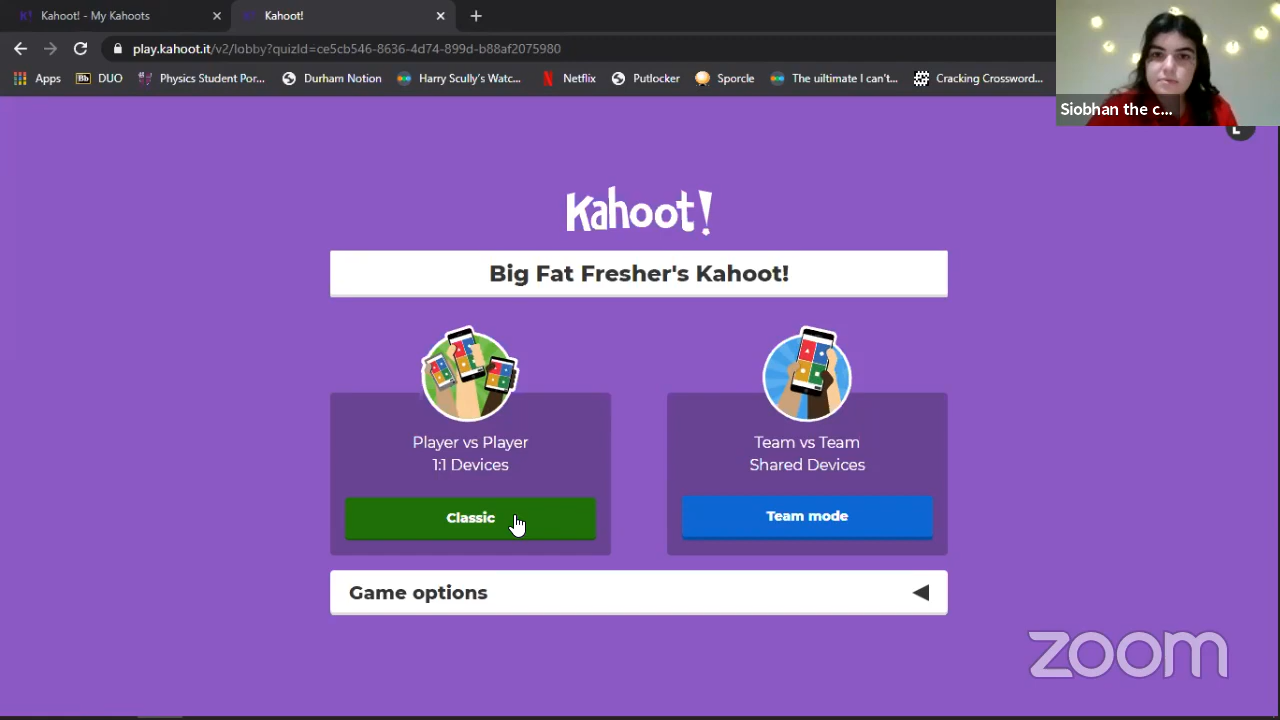 Kahoot! - My Kahoots
Kahoot!
play.kahoot.it/v2/lobby?quizId=ce5cb546-8636-4d74-899d-b88af2075980
Apps
Bb DUO
Physics Student Por...
Durham Notion
Harry Scully's Watc...
N Netflix
Putlocker
Sporcle
The uiltimate I can't...
Cracking Crossword...
Siobhan the c...
Kahoot!
Big Fat Fresher's Kahoot!
Player vs Player
1:1 Devices
Classic
Team vs Team
Shared Devices
Team mode
Game options
zoom